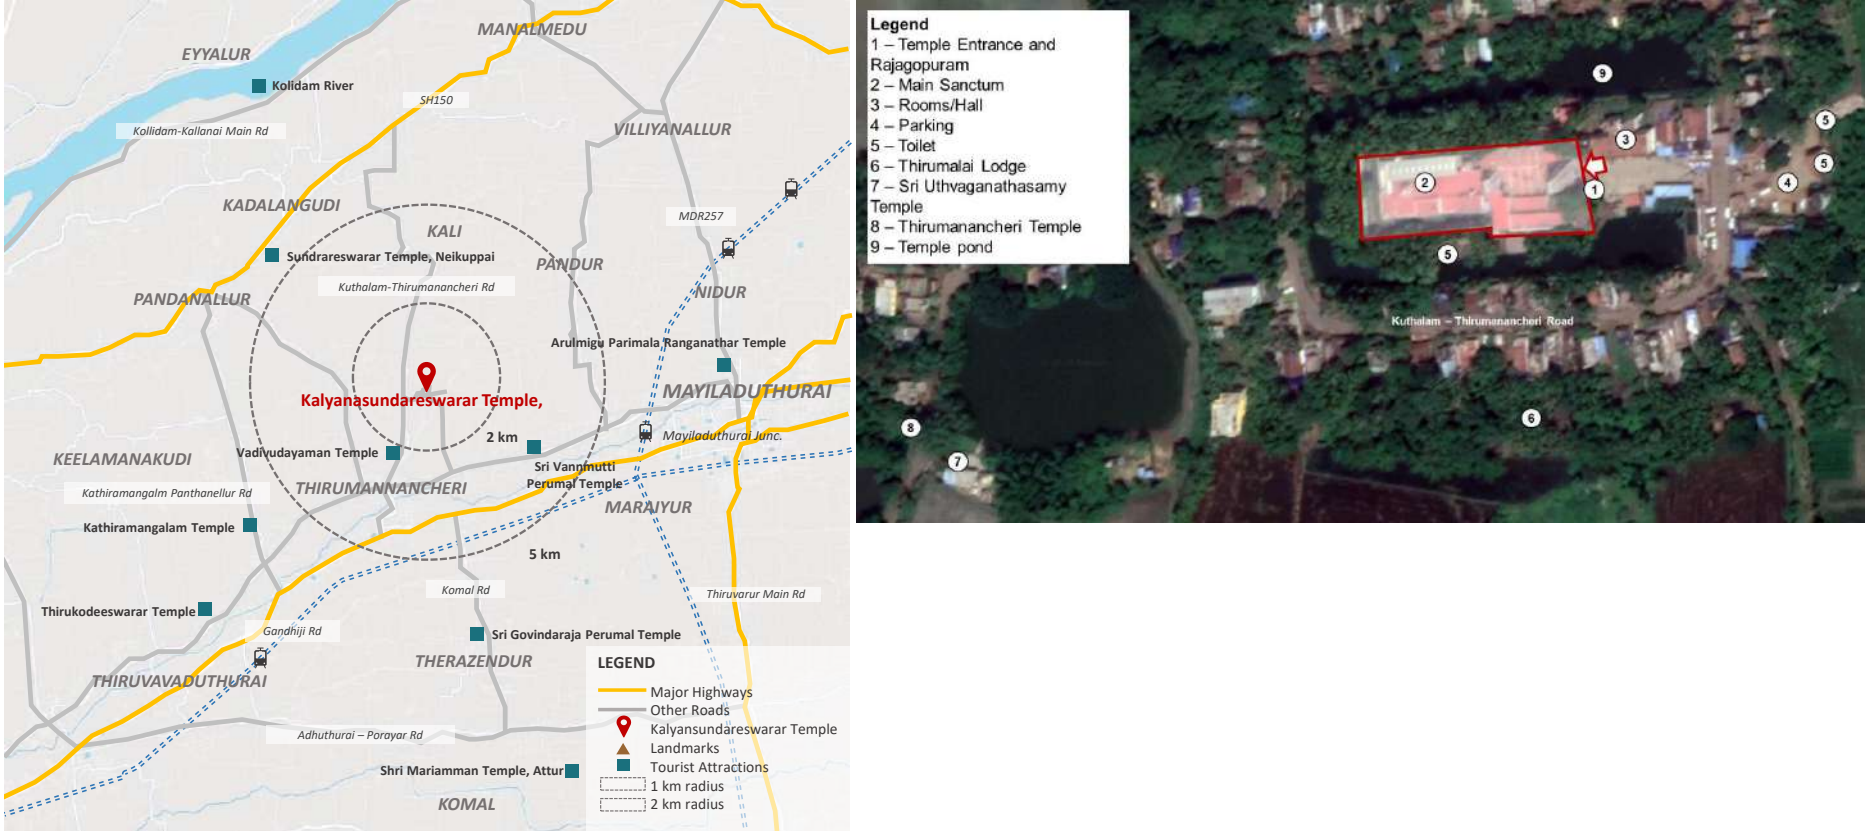 MANALMEDU
EYYALUR
Kolidam River
SH150
Kollidam-Kallanai Main Rd
VILLIYANALLUR
KADALANGUDI
MDR257
KALI
Sundrareswarar Temple, Neikuppai
PANDUR
Kuthalam-Thirumanancheri Rd
NIDUR
PANDANALLUR
Arulmigu Parimala Ranganathar Temple
MAYILADUTHURAI
Kalyanasundareswarar Temple,
2 km
Mayiladuthurai Junc.
Vadivudayaman Temple
KEELAMANAKUDI
Sri Vannmutti
Perumal Temple
THIRUMANNANCHERI
Kathiramangalm Panthanellur Rd
MARAIYUR
Kathiramangalam Temple
5 km
Komal Rd
Thiruvarur Main Rd
Thirukodeeswarar Temple
Gandhiji Rd
Sri Govindaraja Perumal Temple
THERAZENDUR
THIRUVAVADUTHURAI
Adhuthurai – Porayar Rd
Shri Mariamman Temple, Attur
KOMAL
LEGEND
Major Highways
Other Roads
Kalyansundareswarar Temple
Landmarks
Tourist Attractions
1 km radius
2 km radius
Legend
1 – Temple Entrance and
Rajagopuram
2 – Main Sanctum
3 – Rooms/Hall
4 – Parking
5 – Toilet
6 – Thirumalai Lodge
7 – Sri Uthvaganathasamy
Temple
8 – Thirumanancheri Temple
9 – Temple pond
9
5
3
5
2
4
1
5
Kuthalam – Thirumanancheri Road
6
8
7